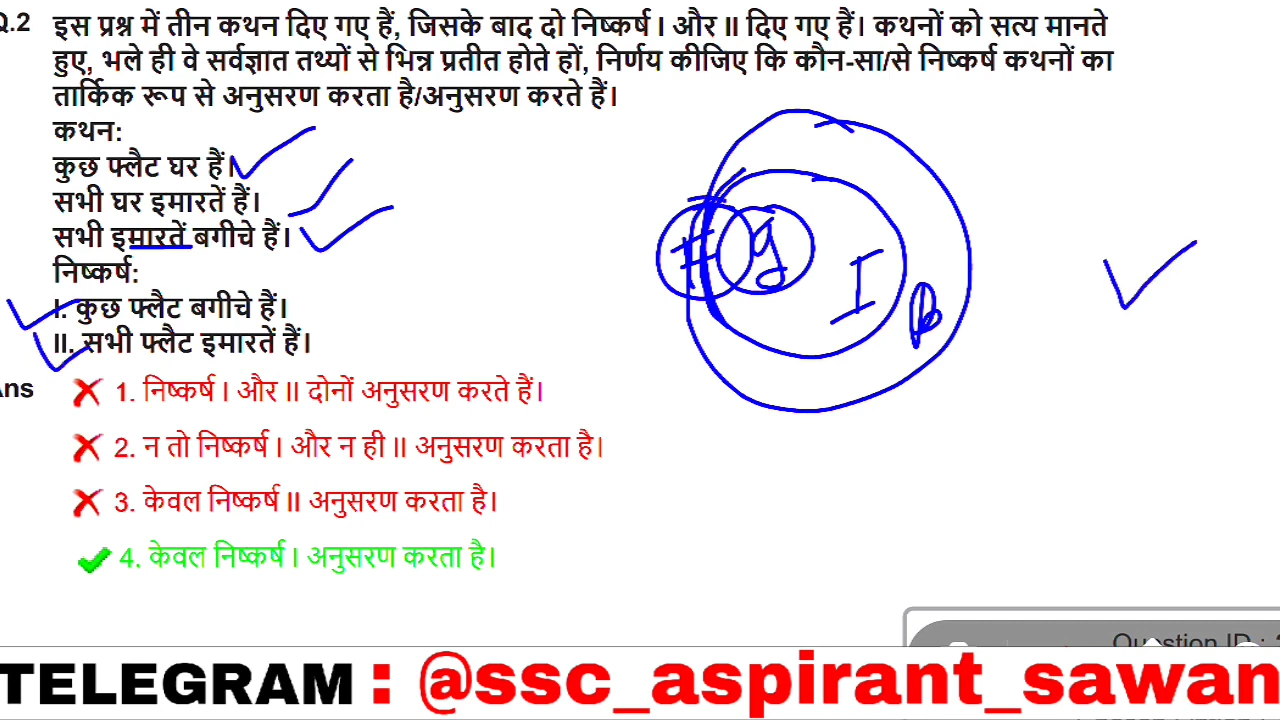 Q.2 इस प्रश्न में तीन कथन दिए गए हैं, जिसके बाद दो निष्कर्ष I और II दिए गए हैं। कथनों को सत्य मानते
हुए, भले ही वे सर्वज्ञात तथ्यों से भिन्न प्रतीत होते हों, निर्णय कीजिए कि कौन-सा/से निष्कर्ष कथनों का
तार्किक रूप से अनुसरण करता है/अनुसरण करते हैं।
कथन:
कुछ फ्लैट घर हैं।
सभी घर इमारतें हैं।
सभी इमारतें बगीचे हैं।
निष्कर्ष:
I. कुछ फ्लैट बगीचे हैं।
II. सभी फ्लैट इमारतें हैं।
Ans
1. निष्कर्ष I और II दोनों अनुसरण करते हैं।
2. न तो निष्कर्ष I और न ही II अनुसरण करता है।
3. केवल निष्कर्ष II अनुसरण करता है।
4. केवल निष्कर्ष I अनुसरण करता है।
I
Question ID :
TELEGRAM : @ssc_aspirant_sawan